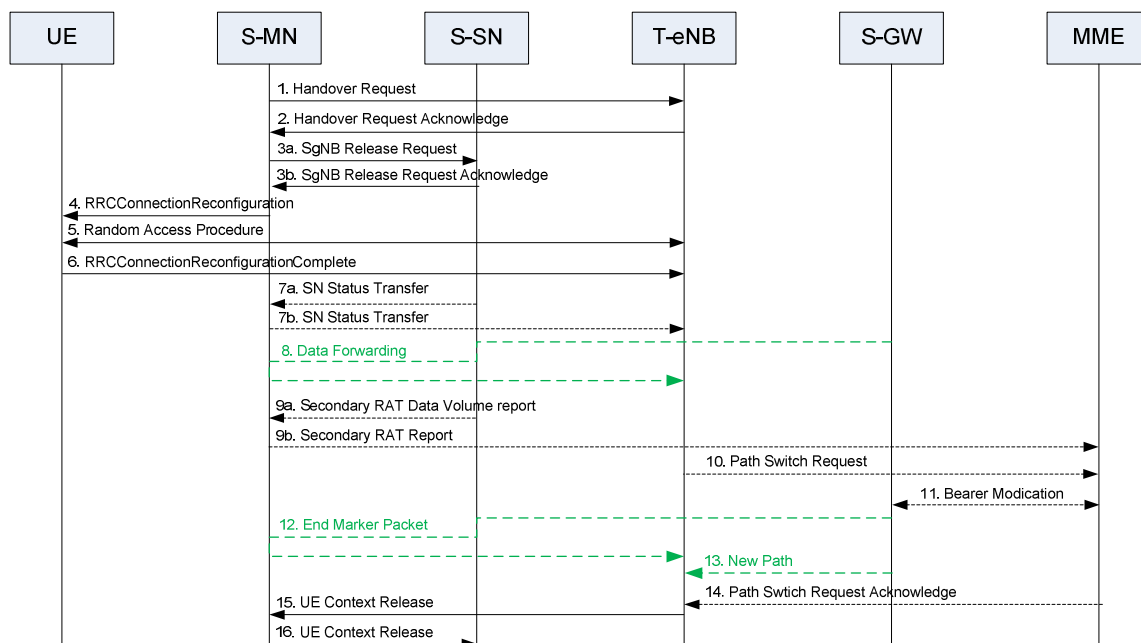 UE S-MN S-SN T-eNB S-GW MME
1. Handover Request
2. Handover Request Acknowledge
3a. SgNB Release Request
3b. SgNB Release Request Acknowledge
4. RRCConnectionReconfiguration
5. Random Access Procedure
6. RRCConnectionReconfigurationComplete
7a. SN Status Transfer
7b. SN Status Transfer
8. Data Forwarding
9a. Secondary RAT Data Volume report
9b. Secondary RAT Report
10. Path Switch Request
11. Bearer Modication
12. End Marker Packet
13. New Path
14. Path Swtich Request Acknowledge
15. UE Context Release
16. UE Context Release